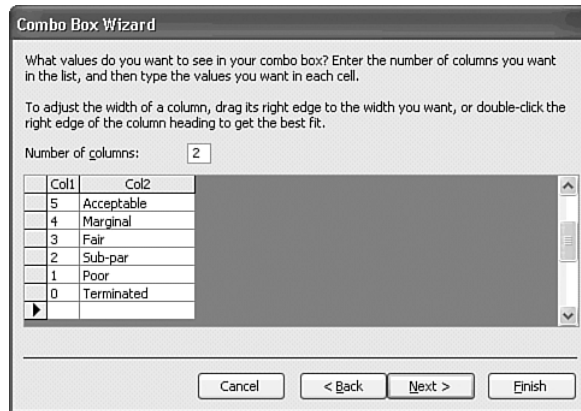 Combo Box Wizard
What values do you want to see in your combo box? Enter the number of columns you want
in the list, and then type the values you want in each cell.
To adjust the width of a column, drag its right edge to the width you want, or double-click the
right edge of the column heading to get the best fit.
Number of columns: 2
Col1 Col2
5 Acceptable
4 Marginal
3 Fair
2 Sub-par
1 Poor
0 Terminated
Cancel < Back Next > Finish